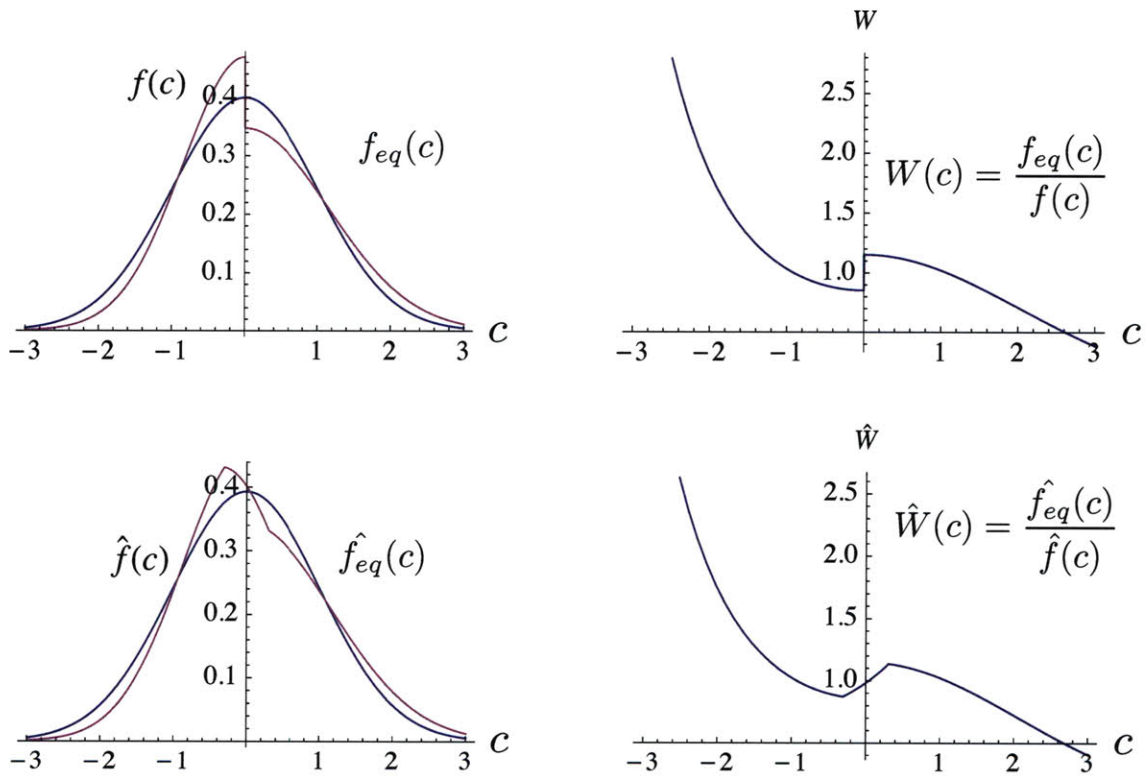 f(c)
f_{eq}(c)
0.4
0.3
0.2
0.1
−3 −2 −1 1 2 3 c
W
2.5
2.0
1.5
1.0
W(c) = \frac{f_{eq}(c)}{f(c)}
−3 −2 −1 1 2 3 c
\hat{f}(c)
\hat{f_{eq}}(c)
0.4
0.3
0.2
0.1
−3 −2 −1 1 2 3 c
\hat{W}
2.5
2.0
1.5
1.0
\hat{W}(c) = \frac{\hat{f_{eq}}(c)}{\hat{f}(c)}
−3 −2 −1 1 2 3 c